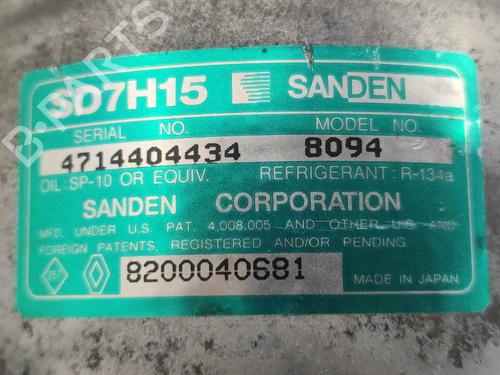 B-PARTS
SD7H15 SANDEN
SERIAL NO. MODEL NO.
4714404434 8094
OIL: SP-10 OR EQUIV. REFRIGERANT: R-134a
SANDEN CORPORATION
MFD. UNDER U.S. PAT. 4,008,005 AND OTHER U.S AND
FOREIGN PATENTS, REGISTERED AND/OR PENDING
8200040681
MADE IN JAPAN